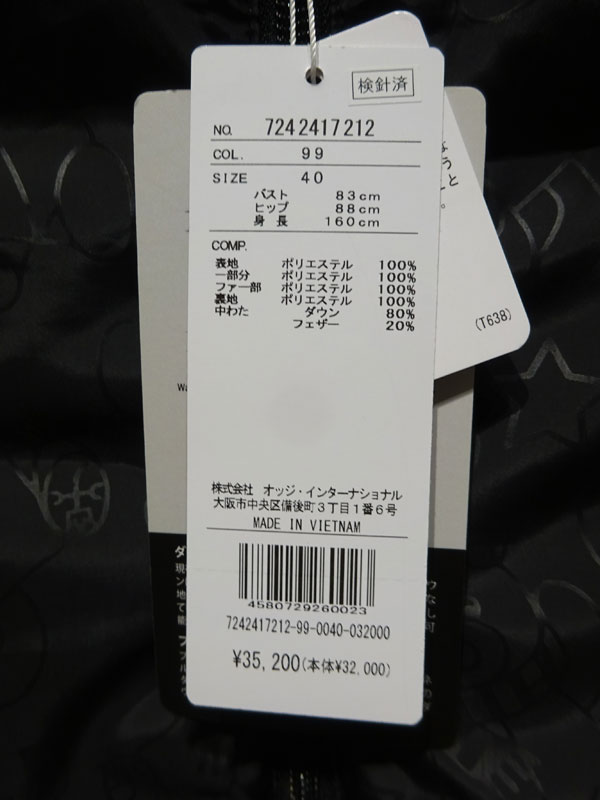 検針済
NO. 7242417212
COL. 99
SIZE 40
バスト 83cm
ヒップ 88cm
身長 160cm
COMP.
表地 ポリエステル 100%
一部分 ポリエステル 100%
ファー部 ポリエステル 100%
裏地 ポリエステル 100%
中わた ダウン 80%
フェザー 20%
株式会社 オッジ・インターナショナル
大阪市中央区備後町3丁目1番6号
MADE IN VIETNAM
4580729260023
7242417212-99-0040-032000
¥35,200(本体¥32,000)
(T638)